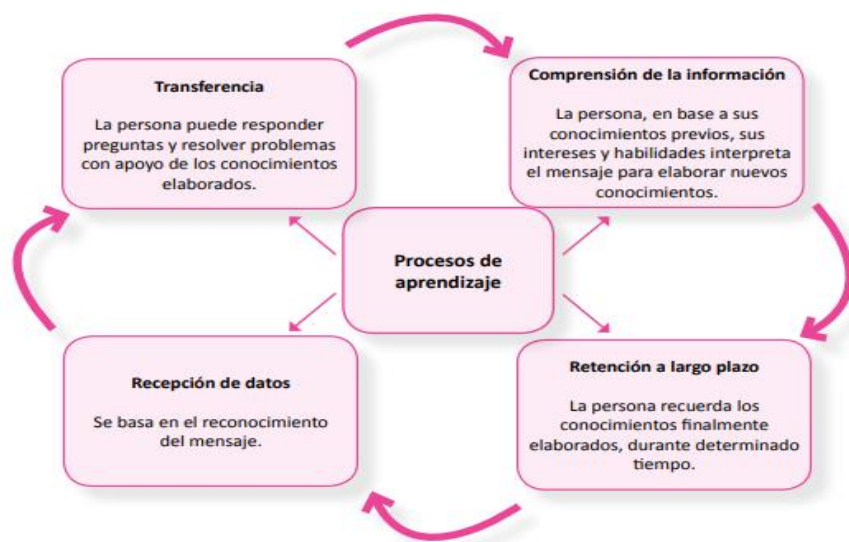 Transferencia
La persona puede responder
preguntas y resolver problemas
con apoyo de los conocimientos
elaborados.
Comprensión de la información
La persona, en base a sus
conocimientos previos, sus
intereses y habilidades interpreta
el mensaje para elaborar nuevos
conocimientos.
Procesos de
aprendizaje
Recepción de datos
Se basa en el reconocimiento
del mensaje.
Retención a largo plazo
La persona recuerda los
conocimientos finalmente
elaborados, durante determinado
tiempo.